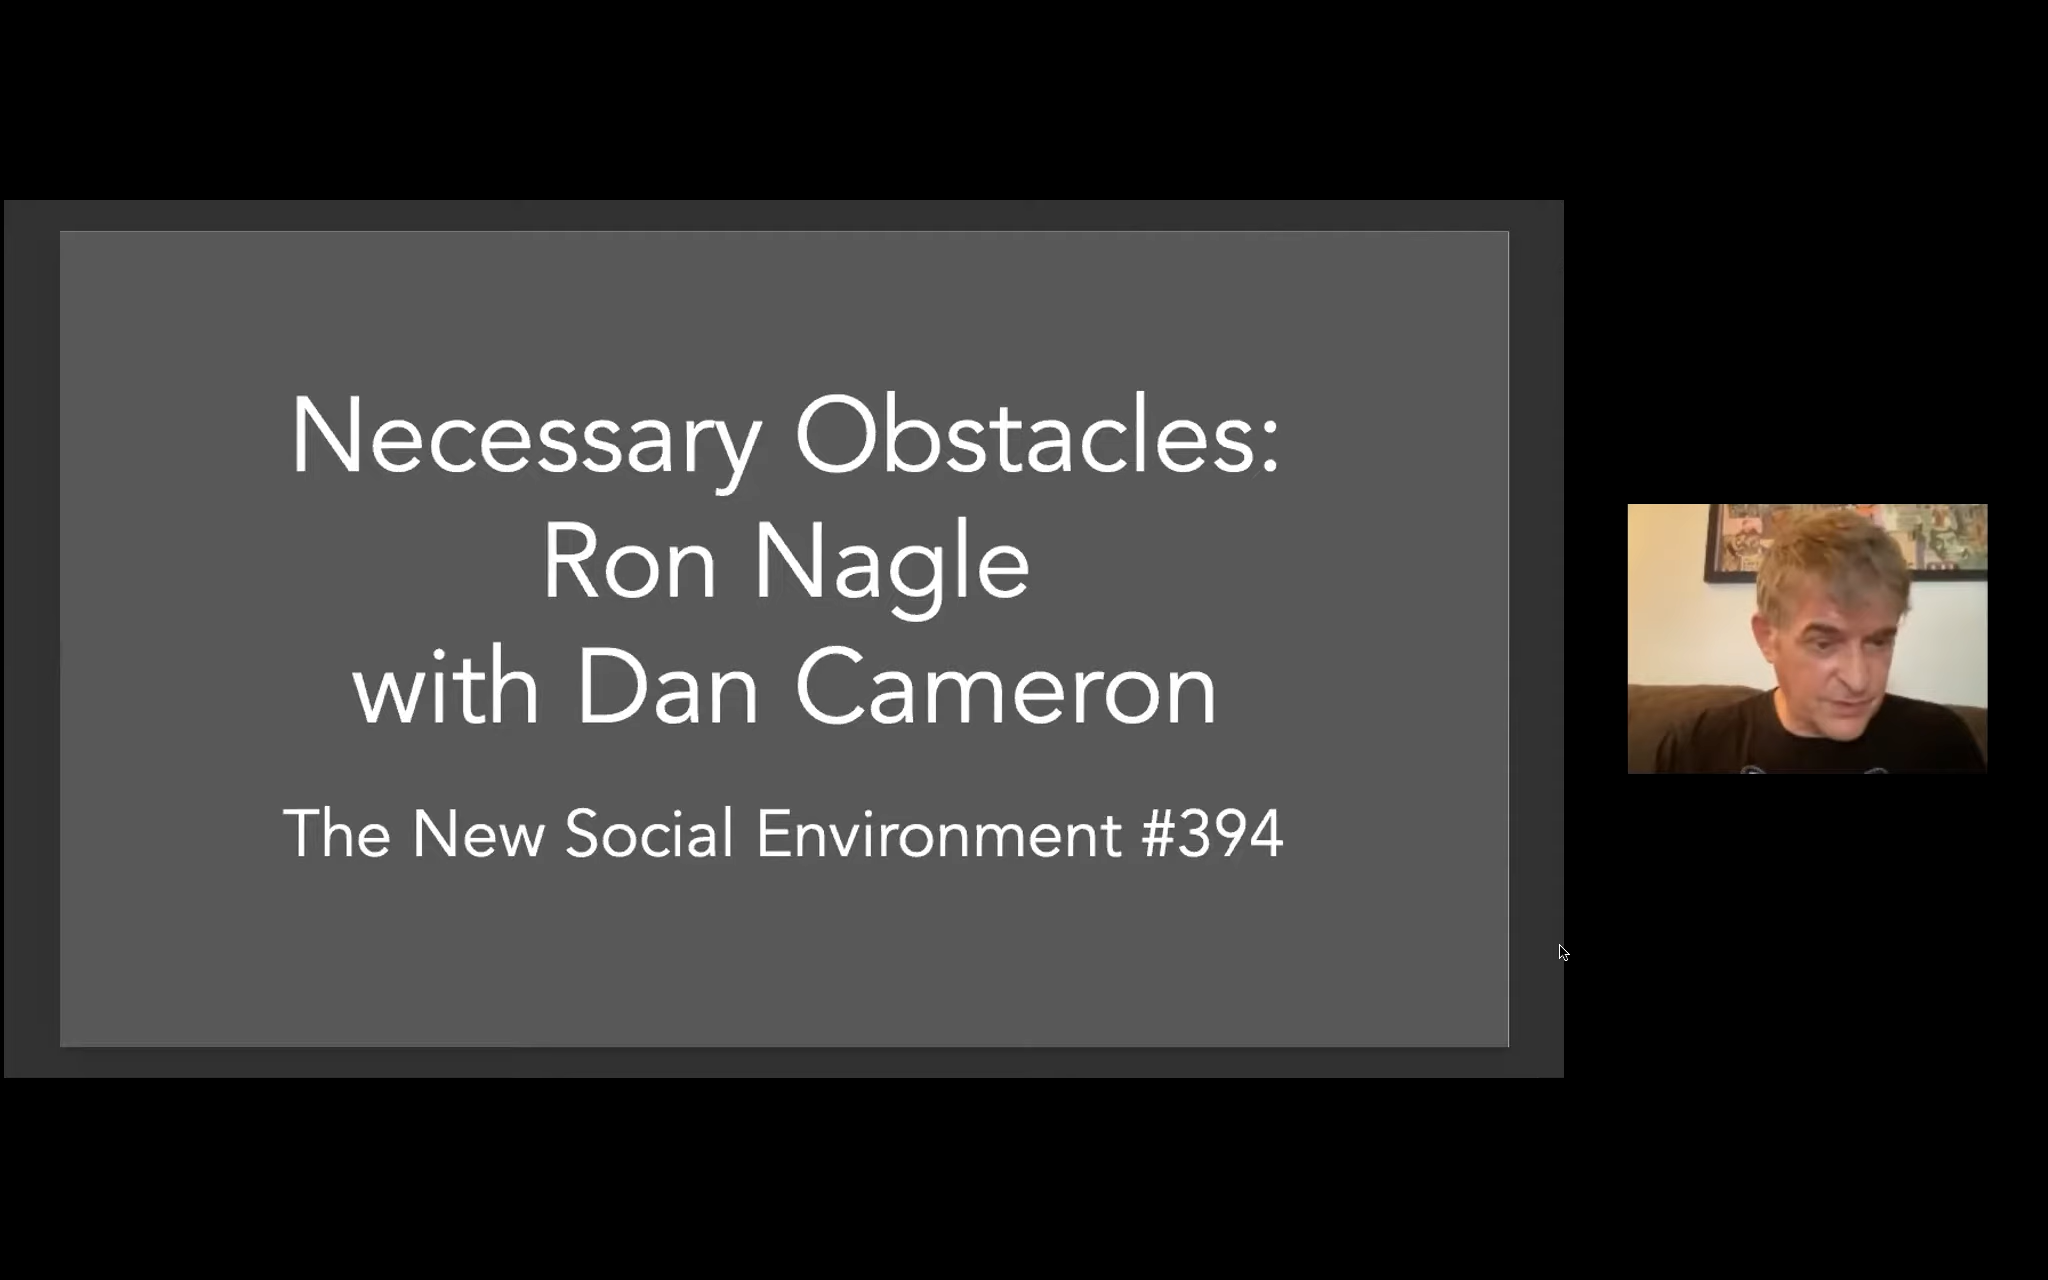 Necessary Obstacles:
Ron Nagle
with Dan Cameron
The New Social Environment #394